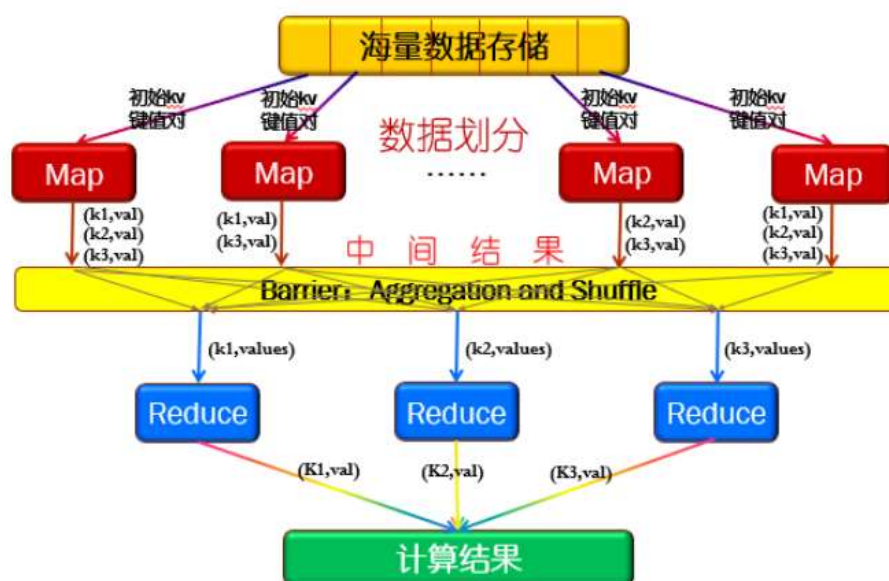 海量数据存储
初始kv
键值对
初始kv
键值对
初始kv
键值对
初始kv
键值对
数据划分
Map
Map
……
Map
Map
(k1,val)
(k2,val)
(k3,val)
(k1,val)
(k3,val)
(k2,val)
(k3,val)
(k1,val)
(k2,val)
(k3,val)
中 间 结 果
Barrier：Aggregation and Shuffle
(k1,values)
(k2,values)
(k3,values)
Reduce
Reduce
Reduce
(K1,val)
(K2,val)
(K3,val)
计算结果